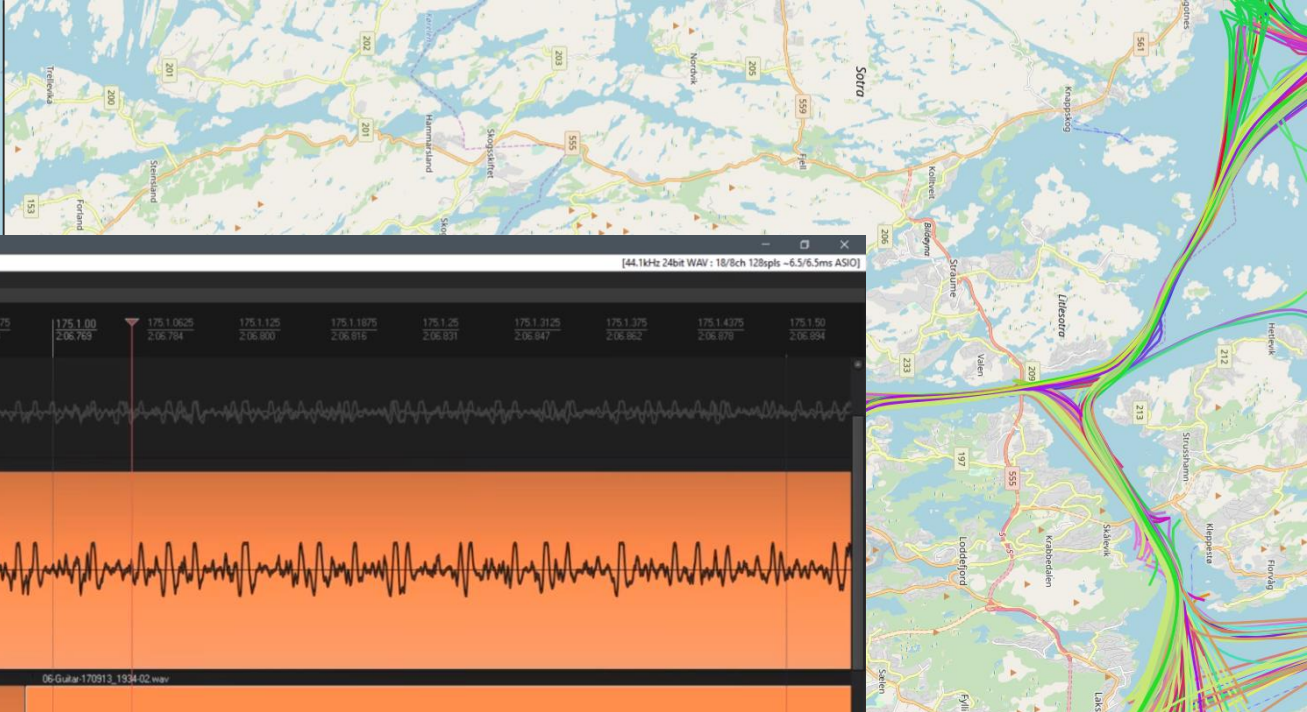 201
202
203
Nordvik
205
Sotra
561
Trellevika
200
201
Hammarsland
Skogsskiftet
555
559
Fjell
Knappskog
Steinsland
153
Forland
Kolltveit
206
Bildøyna
Straume
Litlesotra
[44.1kHz 24bit WAV : 18/8ch 128spls ~6.5/6.5ms ASIO]
75
175.1.00
2:06.769
175.1.0625
2:06.784
175.1.125
2:06.800
175.1.1875
2:06.816
175.1.25
2:06.831
175.1.3125
2:06.847
175.1.375
2:06.862
175.1.4375
2:06.878
175.1.50
2:06.894
233
Valen
209
212
Hetlevik
213
Strusshamn
197
555
Skålevik
Kleppestø
Loddefjord
Krabbedalen
Florvåg
06-Guitar-170913_1934-02.wav
Sælen
Fylli
Laks